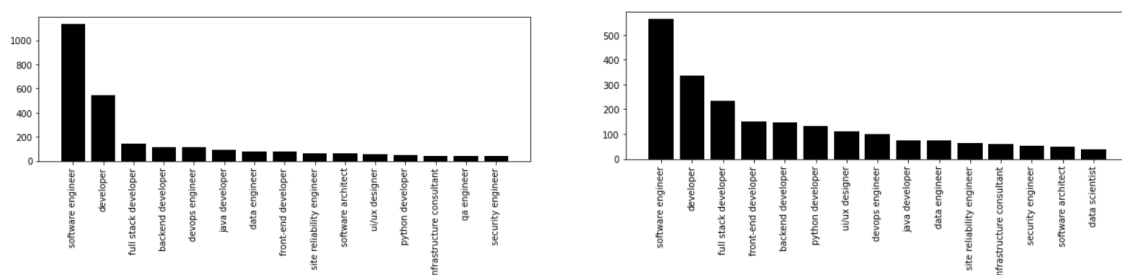 1000
800
600
400
200
0
software engineer
developer
full stack developer
backend developer
devops engineer
java developer
data engineer
front-end developer
site reliability engineer
software architect
ui/ux designer
python developer
nfrastructure consultant
qa engineer
security engineer
500
400
300
200
100
0
software engineer
developer
full stack developer
front-end developer
backend developer
python developer
ui/ux designer
devops engineer
java developer
data engineer
site reliability engineer
nfrastructure consultant
security engineer
software architect
data scientist